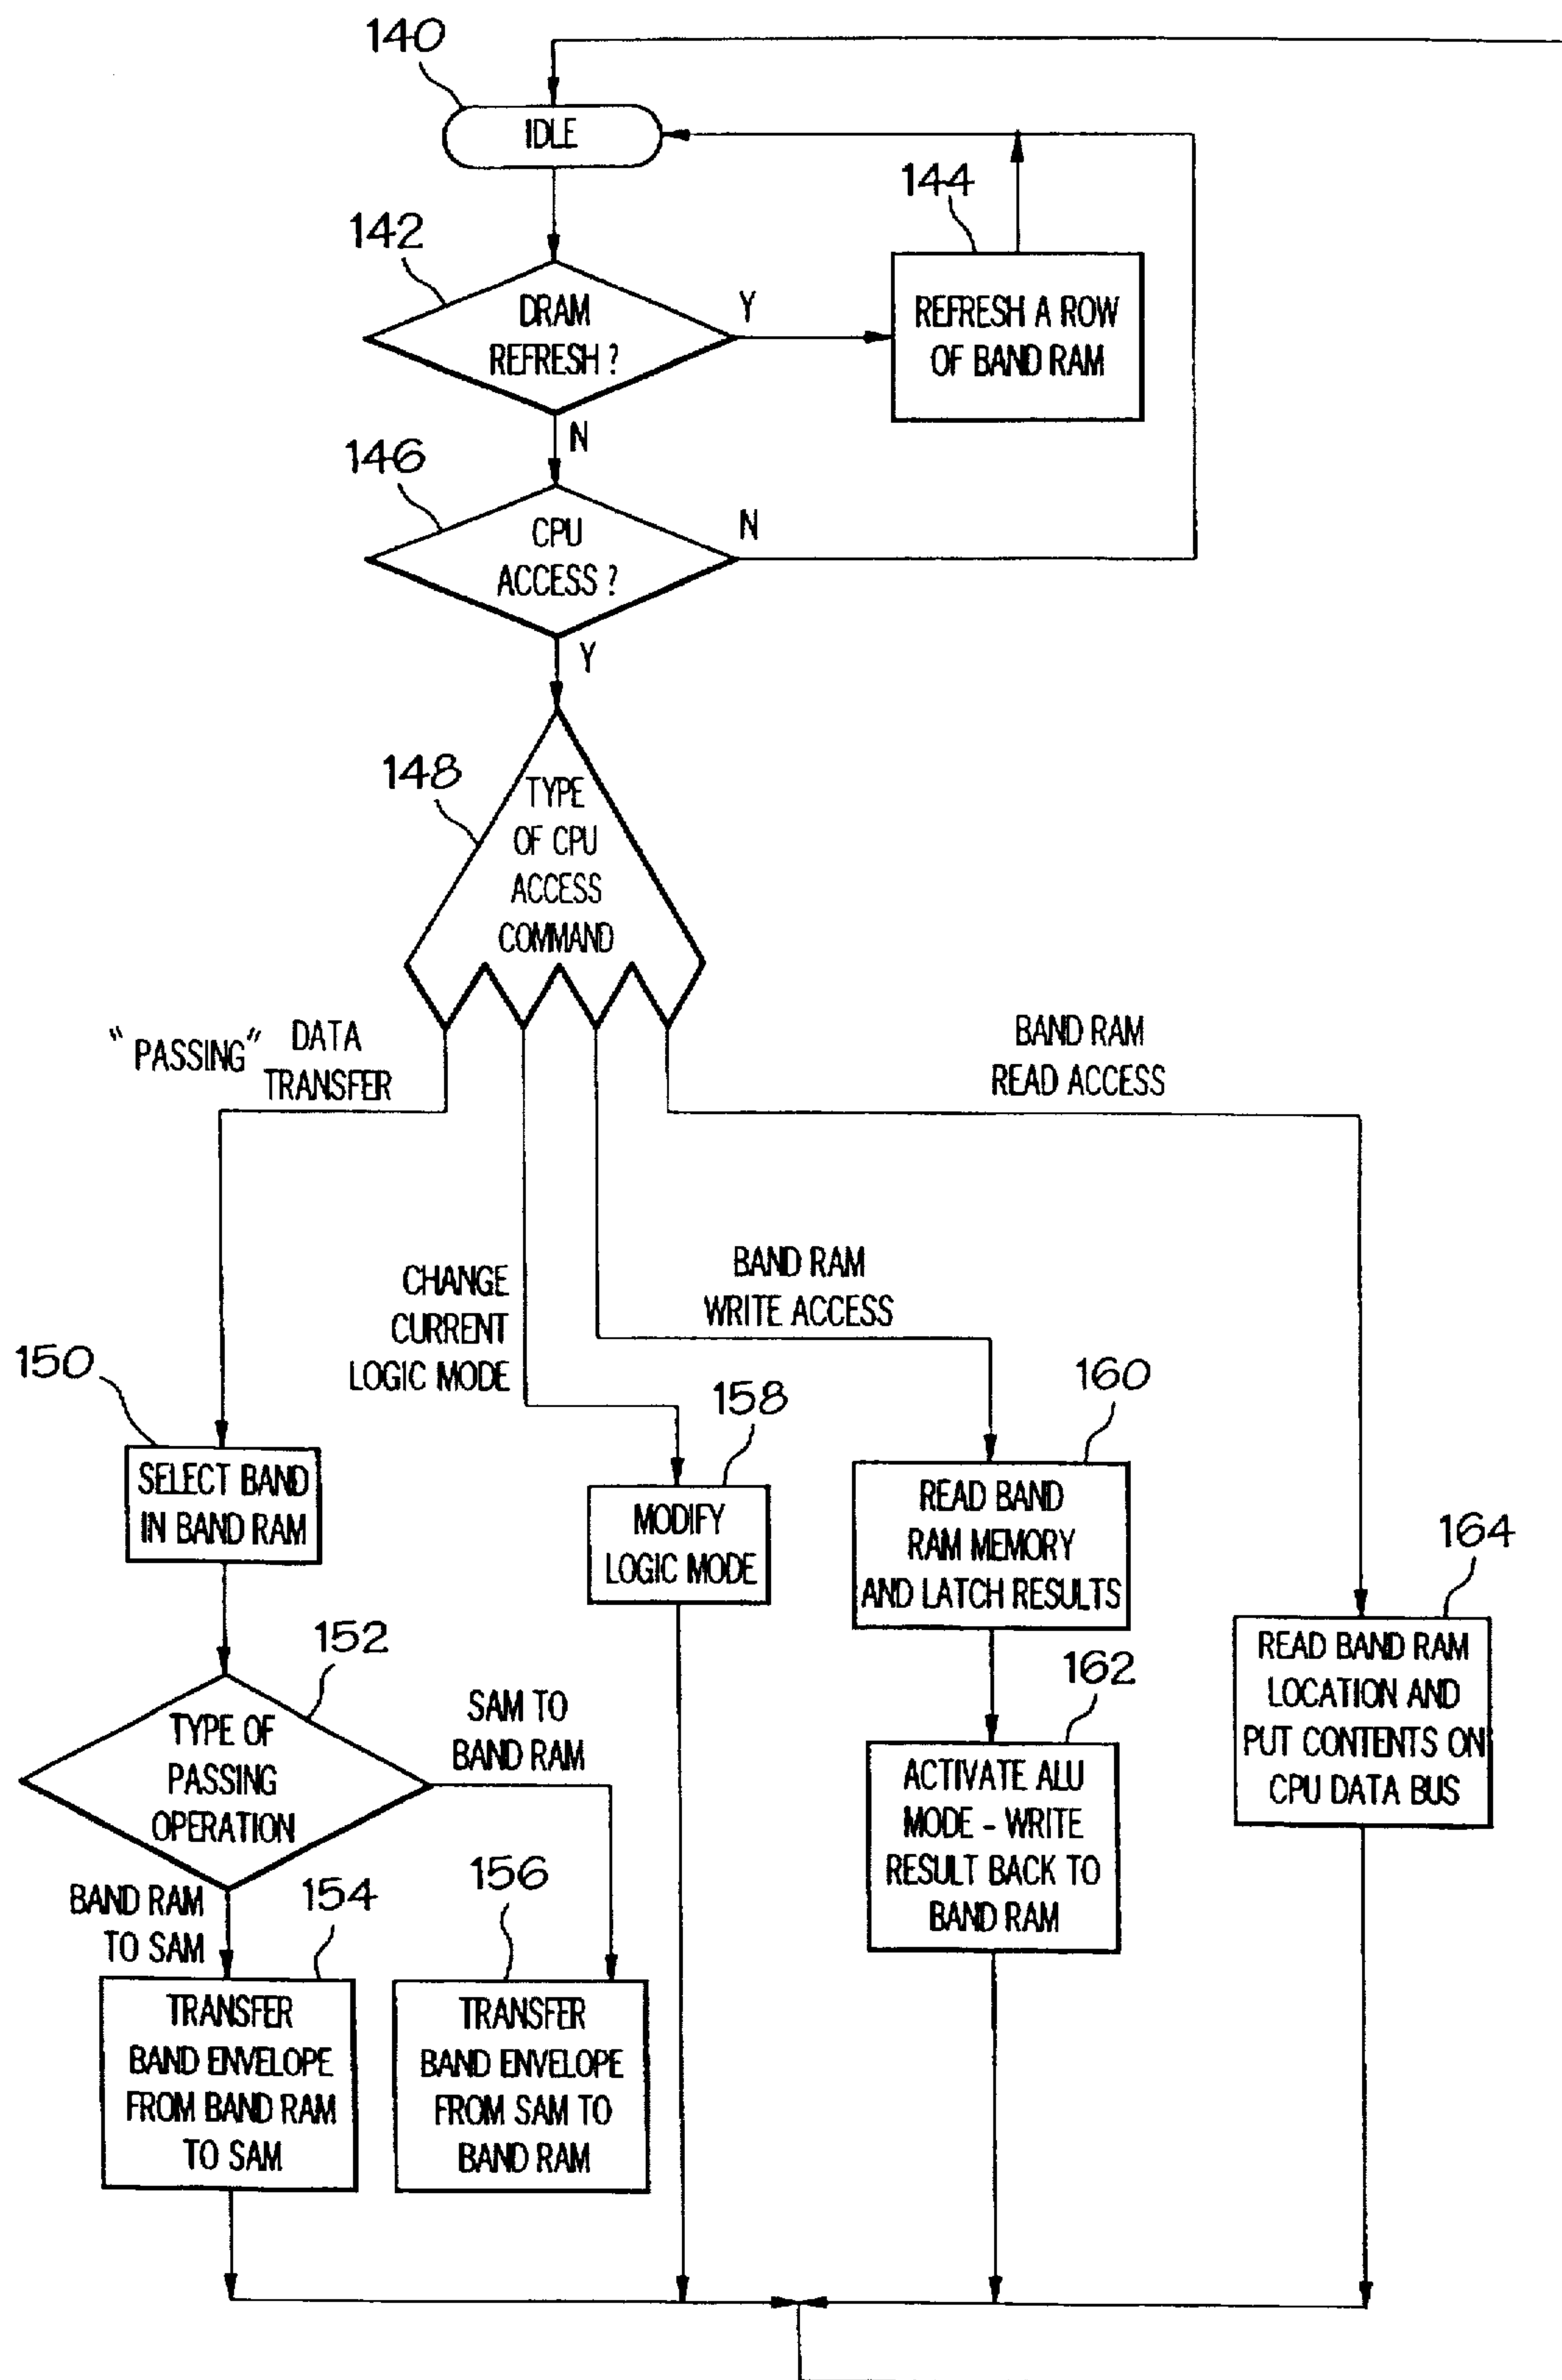 140
IDLE
144
142
DRAM
REFRESH ?
Y
REFRESH A ROW
OF BAND RAM
N
146
CPU
ACCESS ?
N
Y
148
TYPE
OF CPU
ACCESS
COMMAND
"PASSING" DATA
TRANSFER
BAND RAM
READ ACCESS
CHANGE
CURRENT
LOGIC MODE
BAND RAM
WRITE ACCESS
150
SELECT BAND
IN BAND RAM
158
MODIFY
LOGIC MODE
160
READ BAND
RAM MEMORY
AND LATCH RESULTS
164
READ BAND RAM
LOCATION AND
PUT CONTENTS ON
CPU DATA BUS
152
TYPE OF
PASSING
OPERATION
SAM TO
BAND RAM
162
ACTIVATE ALU
MODE - WRITE
RESULT BACK TO
BAND RAM
BAND RAM
TO SAM
154
TRANSFER
BAND ENVELOPE
FROM BAND RAM
TO SAM
156
TRANSFER
BAND ENVELOPE
FROM SAM TO
BAND RAM